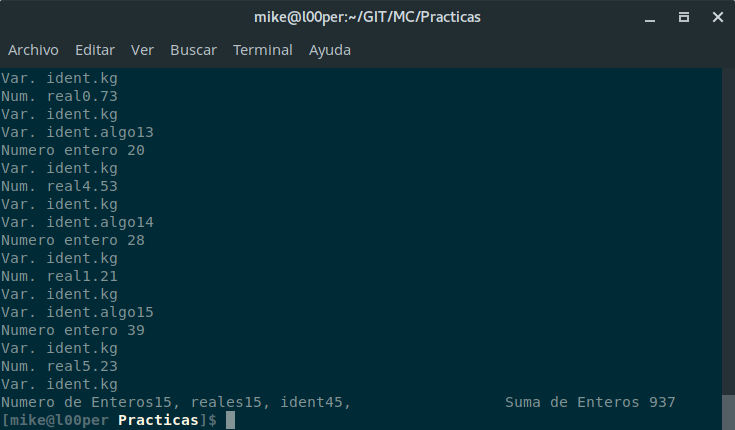 mike@l00per:~/GIT/MC/Practicas
Archivo Editar Ver Buscar Terminal Ayuda
Var. ident.kg
Num. real0.73
Var. ident.kg
Var. ident.algo13
Numero entero 20
Var. ident.kg
Num. real4.53
Var. ident.kg
Var. ident.algo14
Numero entero 28
Var. ident.kg
Num. real1.21
Var. ident.kg
Var. ident.algo15
Numero entero 39
Var. ident.kg
Num. real5.23
Var. ident.kg
Numero de Enteros15, reales15, ident45, Suma de Enteros 937
[mike@l00per Practicas]$